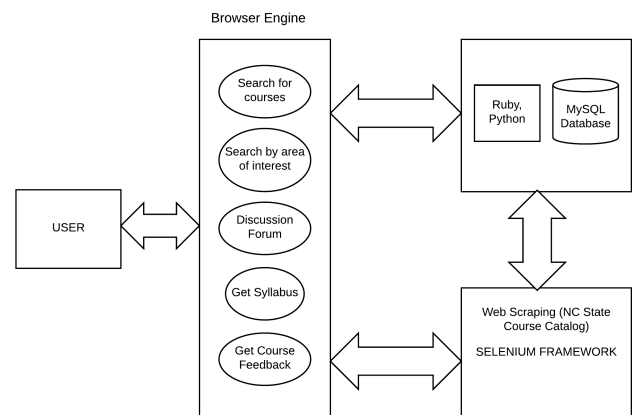 Browser Engine
Search for
courses
Search by area
of interest
Discussion
Forum
Get Syllabus
Get Course
Feedback
USER
Ruby,
Python
MySQL
Database
Web Scraping (NC State
Course Catalog)
SELENIUM FRAMEWORK